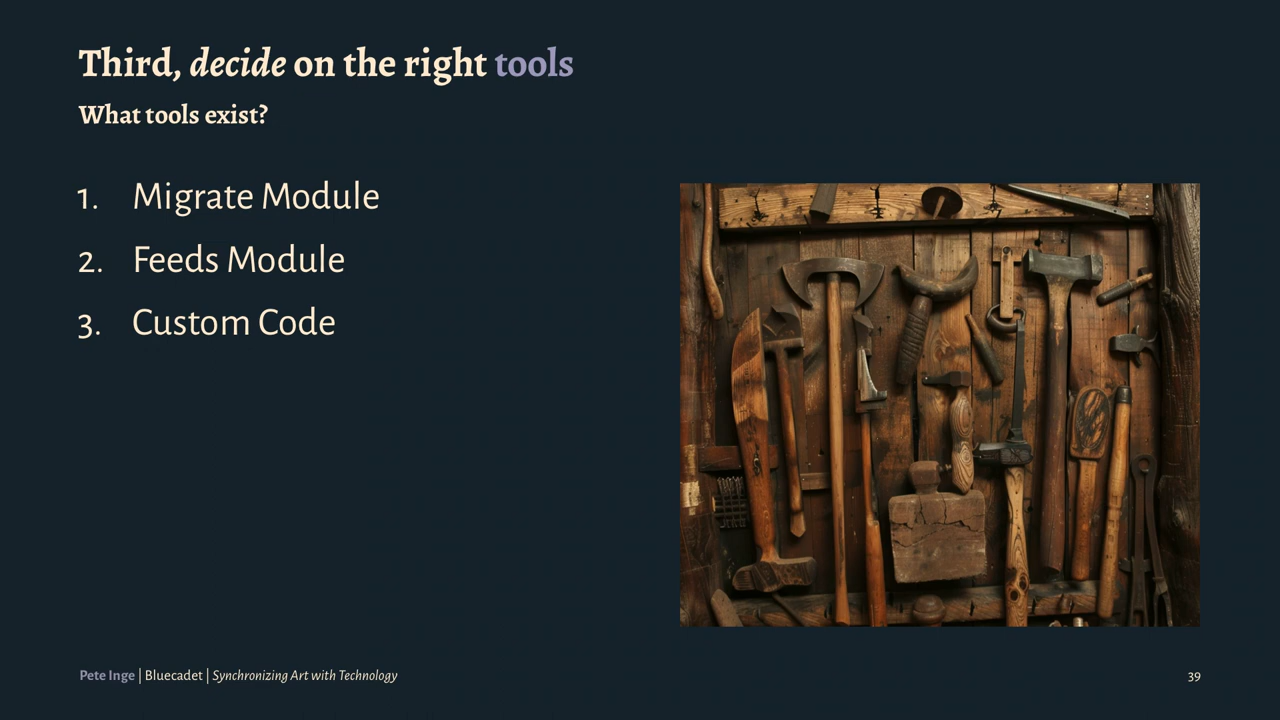 Third, decide on the right tools
What tools exist?
1. Migrate Module
2. Feeds Module
3. Custom Code
Pete Inge | Bluecadet | Synchronizing Art with Technology
39